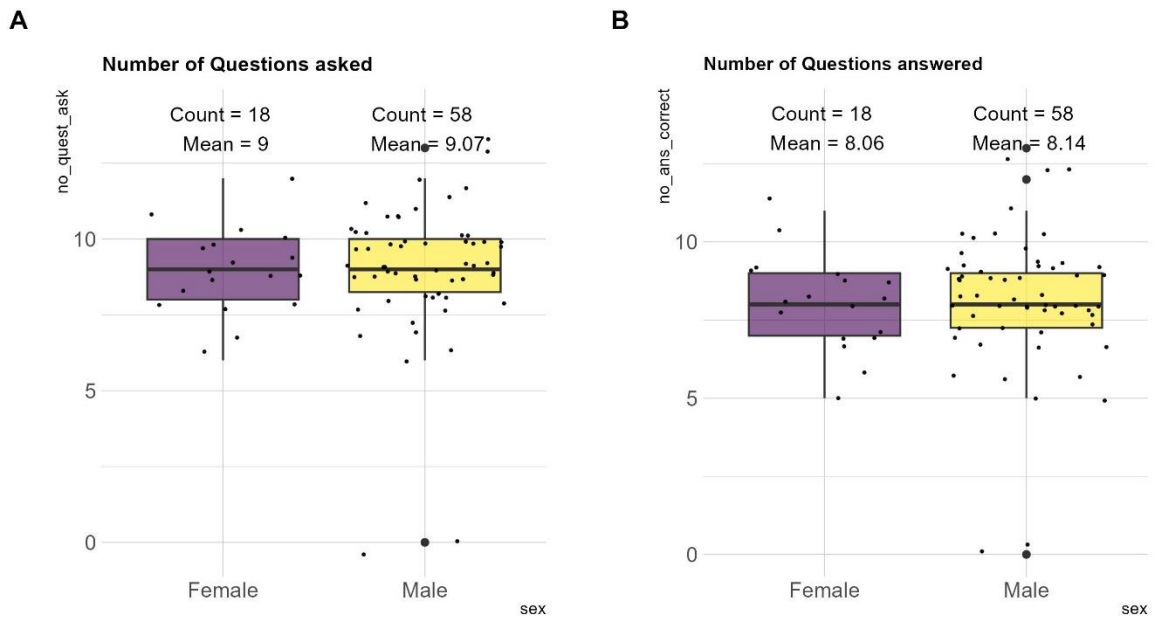 A
Number of Questions asked
no_quest_ask
Count = 18
Mean = 9
Count = 58
Mean = 9.07
10
5
0
Female
Male
sex
B
Number of Questions answered
no_ans_correct
Count = 18
Mean = 8.06
Count = 58
Mean = 8.14
10
5
0
Female
Male
sex